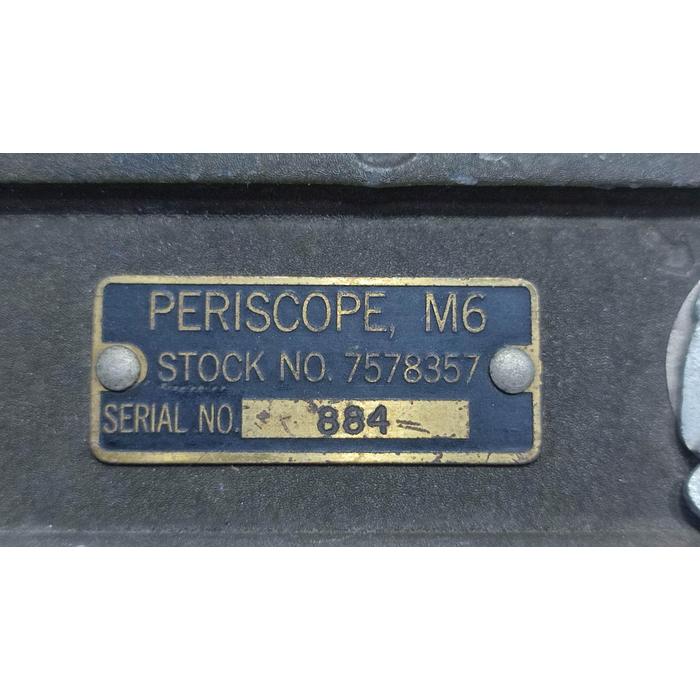 PERISCOPE, M6
STOCK NO. 7578357
SERIAL NO. 884